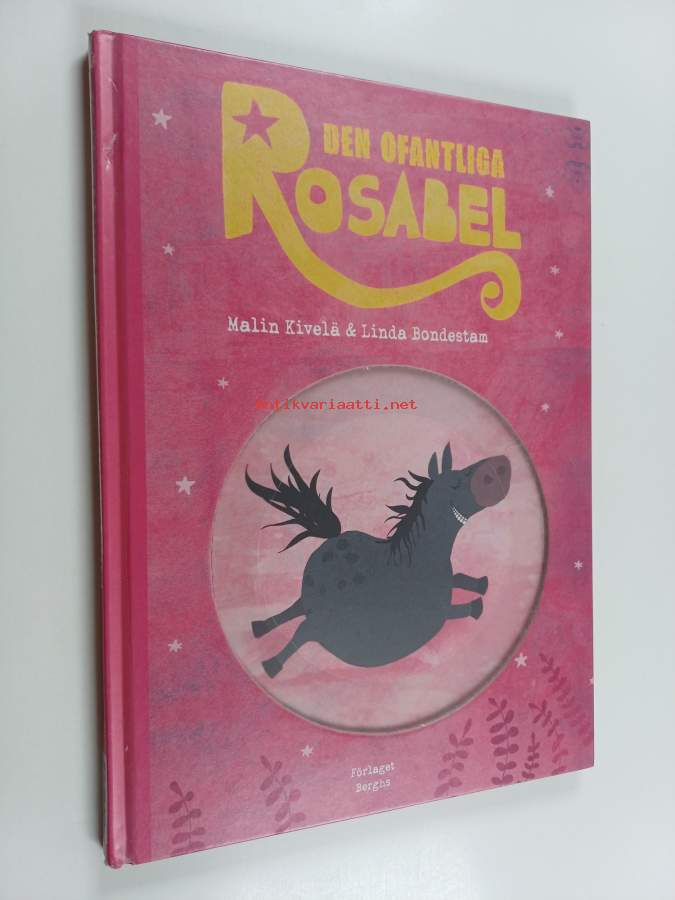 DEN OFANTLIGA
ROSABEL
Malin Kivelä & Linda Bondestam
antikvariaatti.net
Förlaget
Berghs